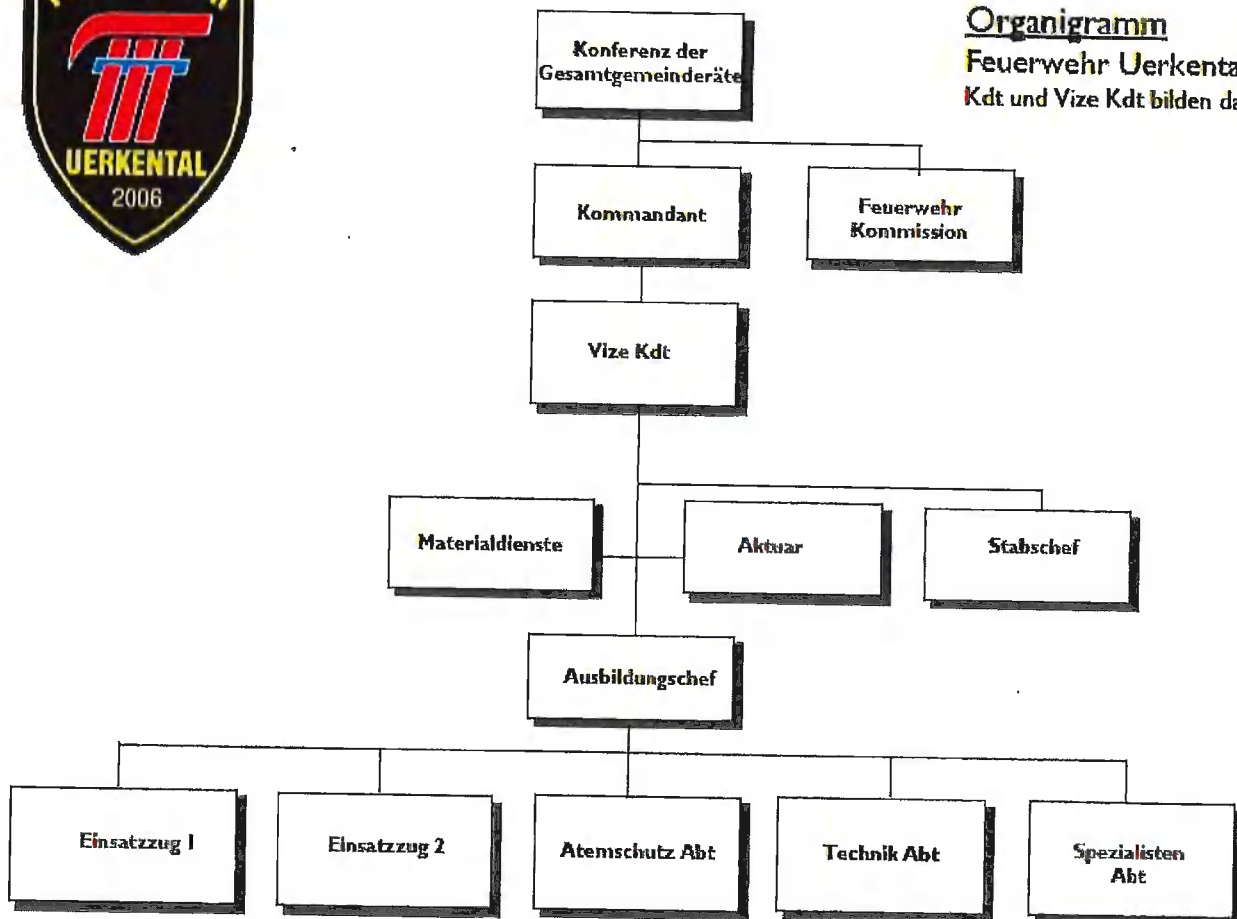 UERKENTAL
2006
Organigramm
Feuerwehr Uerkenta
Kdt und Vize Kdt bilden da
Konferenz der
Gesamtgemeinderäte
Kommandant
Feuerwehr
Kommission
Vize Kdt
Materialdienste
Aktuar
Stabschef
Ausbildungschef
Einsatzzug 1
Einsatzzug 2
Atemschutz Abt
Technik Abt
Spezialisten
Abt